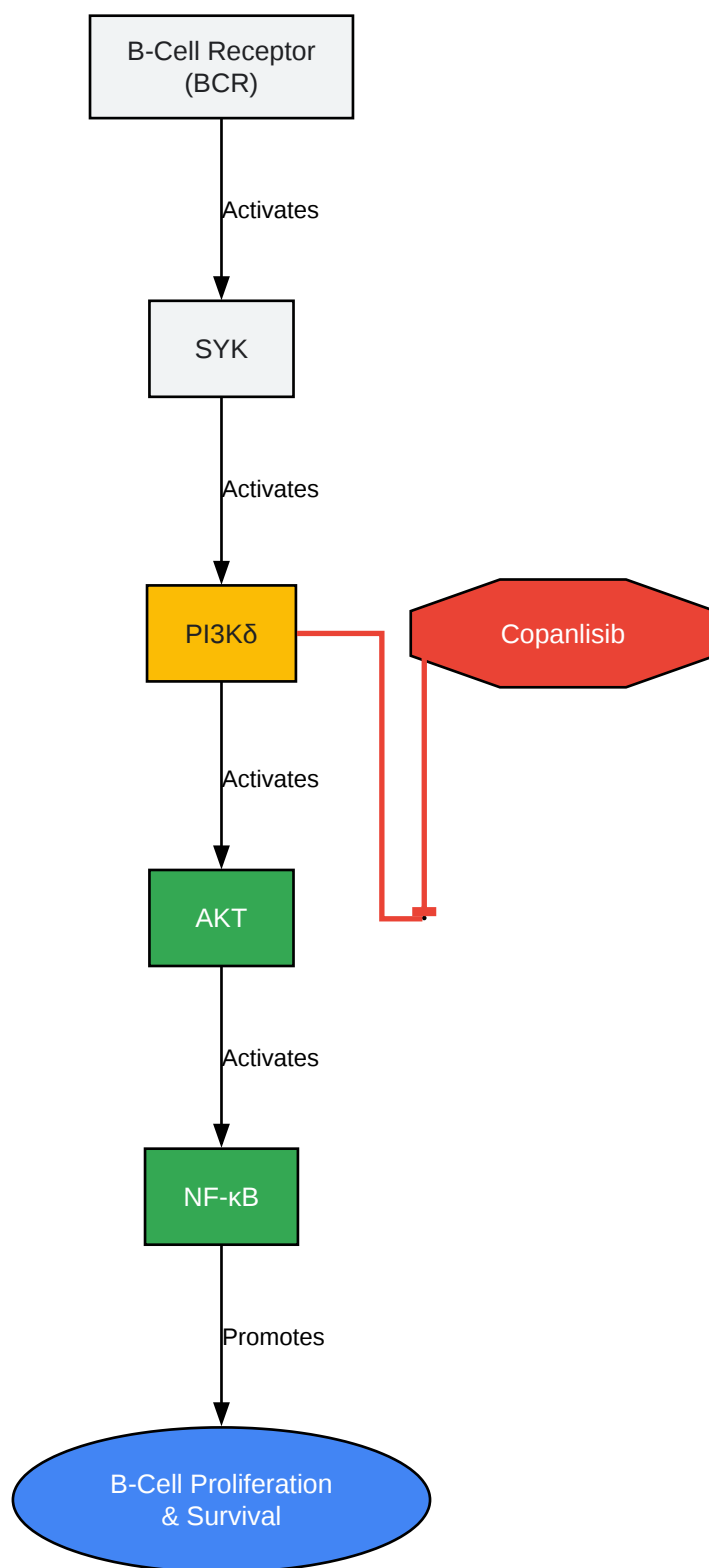 B-Cell Receptor
(BCR)
Activates
SYK
Activates
PI3Kδ
Copanlisib
Activates
AKT
Activates
NF-κB
Promotes
B-Cell Proliferation
& Survival